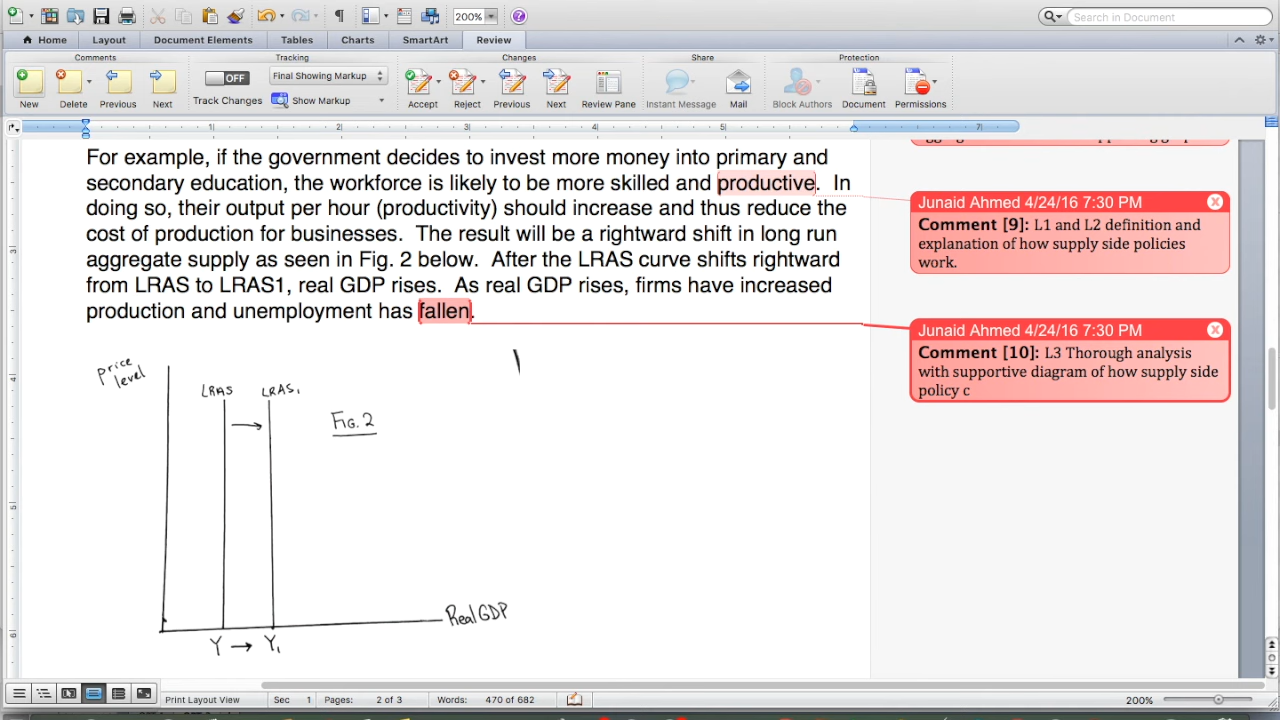 200%
Search in Document
Home Layout Document Elements Tables Charts SmartArt Review
Comments Tracking Changes Share Protection
OFF Final Showing Markup
New Delete Previous Next Track Changes Show Markup Accept Reject Previous Next Review Pane Instant Message Mail Block Authors Document Permissions
1 2 3 4 5 7
For example, if the government decides to invest more money into primary and
secondary education, the workforce is likely to be more skilled and productive. In
doing so, their output per hour (productivity) should increase and thus reduce the
cost of production for businesses. The result will be a rightward shift in long run
aggregate supply as seen in Fig. 2 below. After the LRAS curve shifts rightward
from LRAS to LRAS1, real GDP rises. As real GDP rises, firms have increased
production and unemployment has fallen.
Junaid Ahmed 4/24/16 7:30 PM
Comment [9]: L1 and L2 definition and
explanation of how supply side policies
work.
Junaid Ahmed 4/24/16 7:30 PM
Comment [10]: L3 Thorough analysis
with supportive diagram of how supply side
policy c
price
level
LRAS LRAS₁
FIG. 2
Real GDP
Y → Y₁
Print Layout View Sec 1 Pages: 2 of 3 Words: 470 of 682 200%